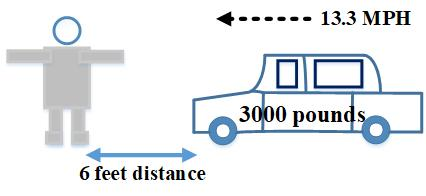 13.3 MPH
3000 pounds
6 feet distance